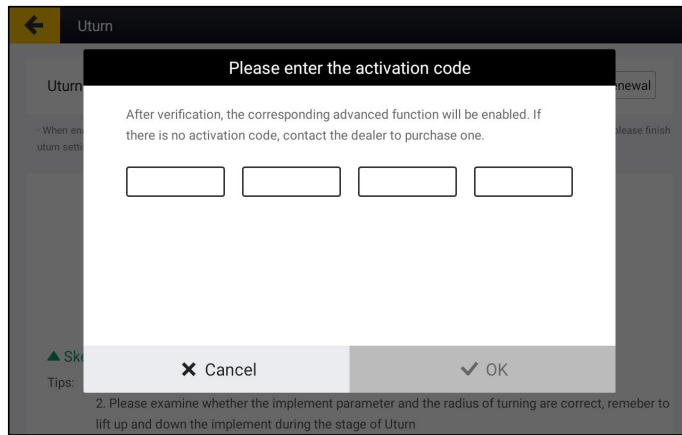 Uturn
Please enter the activation code
Uturn
enewal
After verification, the corresponding advanced function will be enabled. If
there is no activation code, contact the dealer to purchase one.
- When en
please finish
uturn setti
Ske
Cancel
OK
Tips:
2. Please examine whether the implement parameter and the radius of turning are correct, remeber to
lift up and down the implement during the stage of Uturn